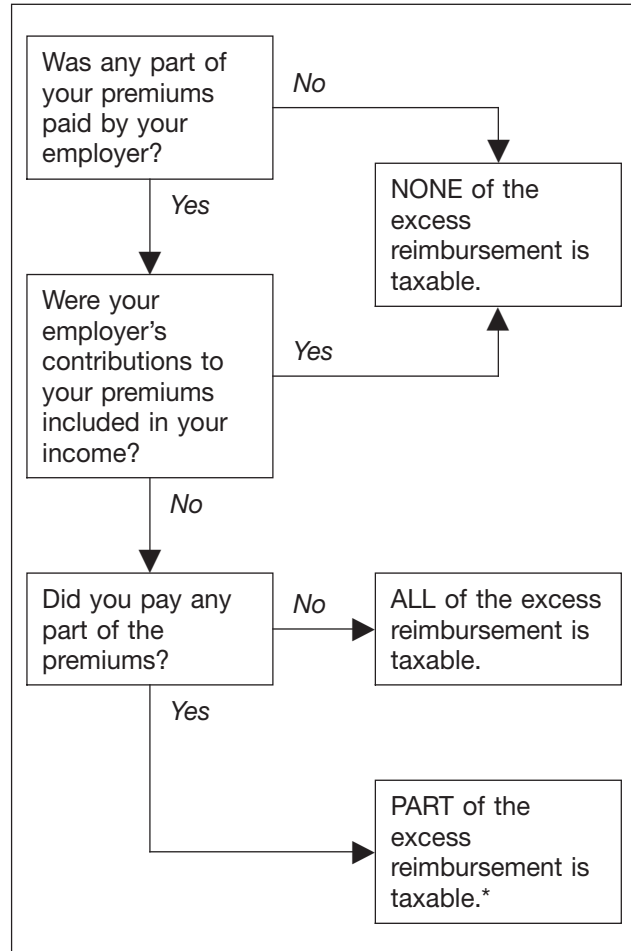 Was any part of
your premiums
paid by your
employer?
No
Yes
NONE of the
excess
reimbursement is
taxable.
Were your
employer’s
contributions to
your premiums
included in your
income?
Yes
No
Did you pay any
part of the
premiums?
No
ALL of the excess
reimbursement is
taxable.
Yes
PART of the
excess
reimbursement is
taxable.*